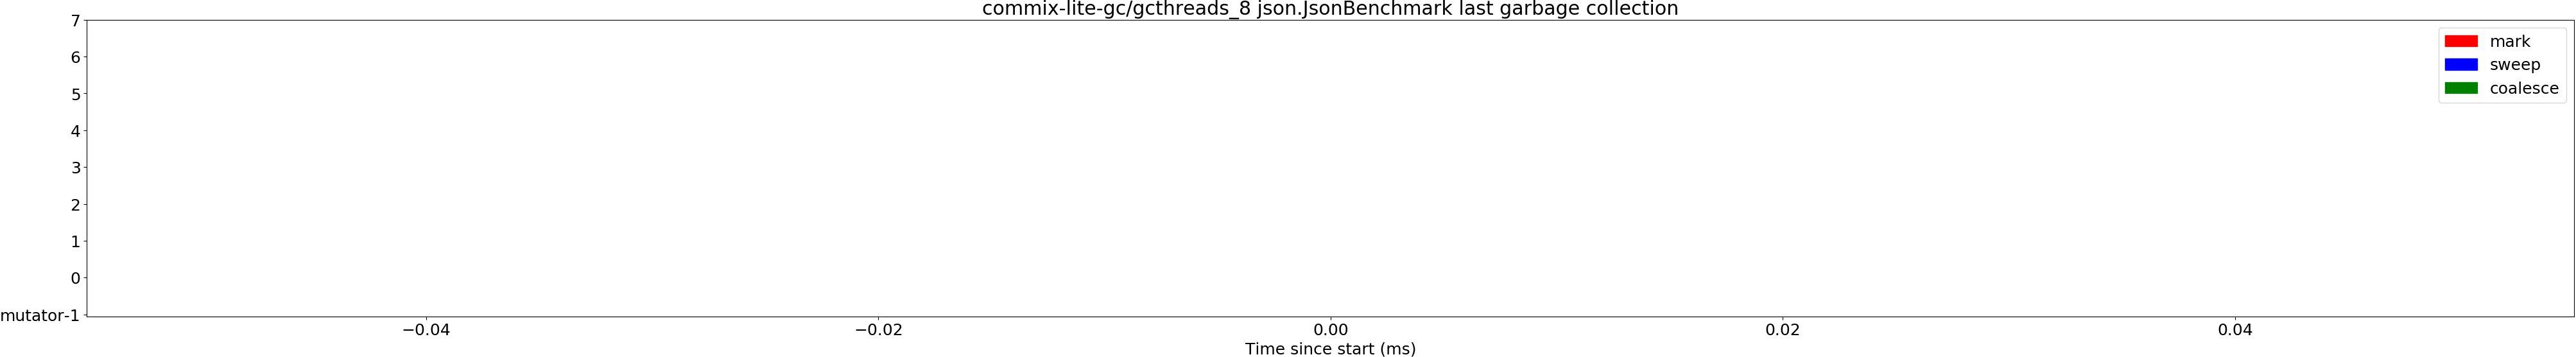 commix-lite-gc/gcthreads_8 json.JsonBenchmark last garbage collection
7
6
5
4
3
2
1
0
mutator-1
mark
sweep
coalesce
−0.04
−0.02
0.00
0.02
0.04
Time since start (ms)